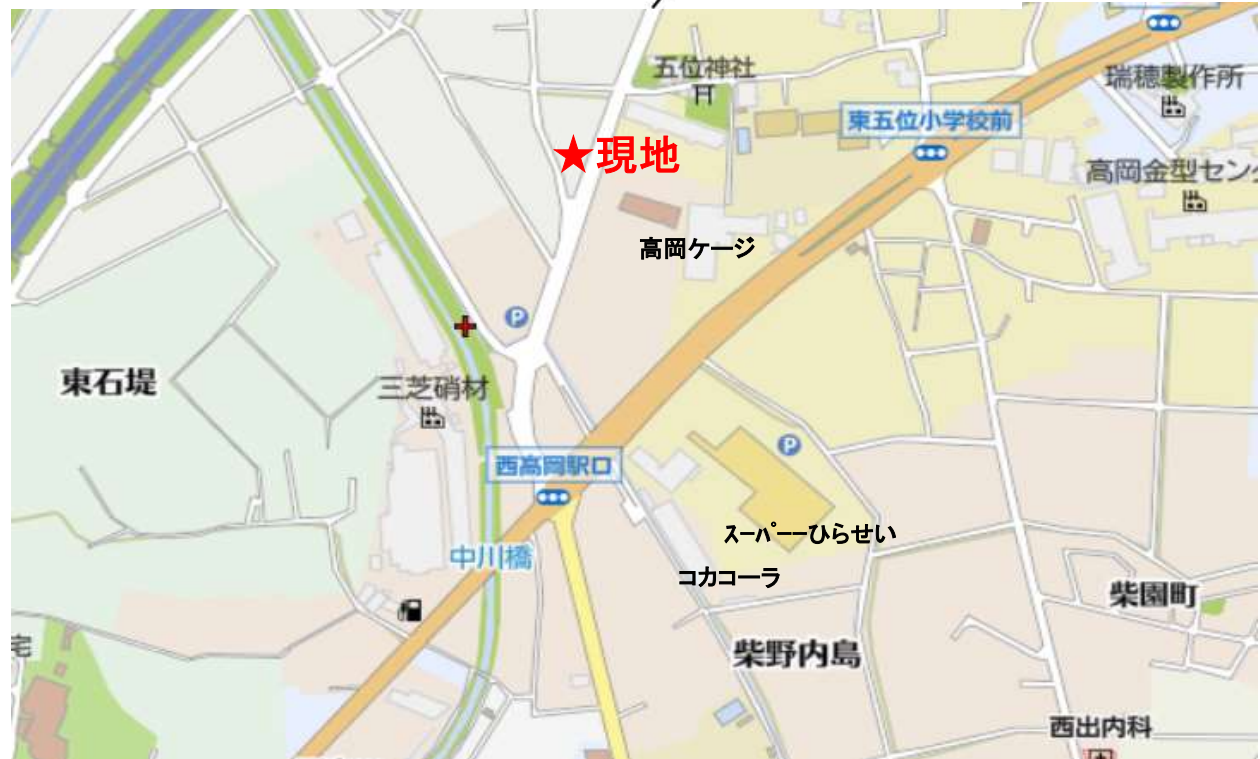 五位神社
瑞穂製作所
東五位小学校前
★現地
高岡金型センタ
高岡ケージ
P
東石堤
三芝硝材
P
西高岡駅口
スーパーーひらせい
中川橋
コカコーラ
柴園町
宅
柴野内島
西出内科